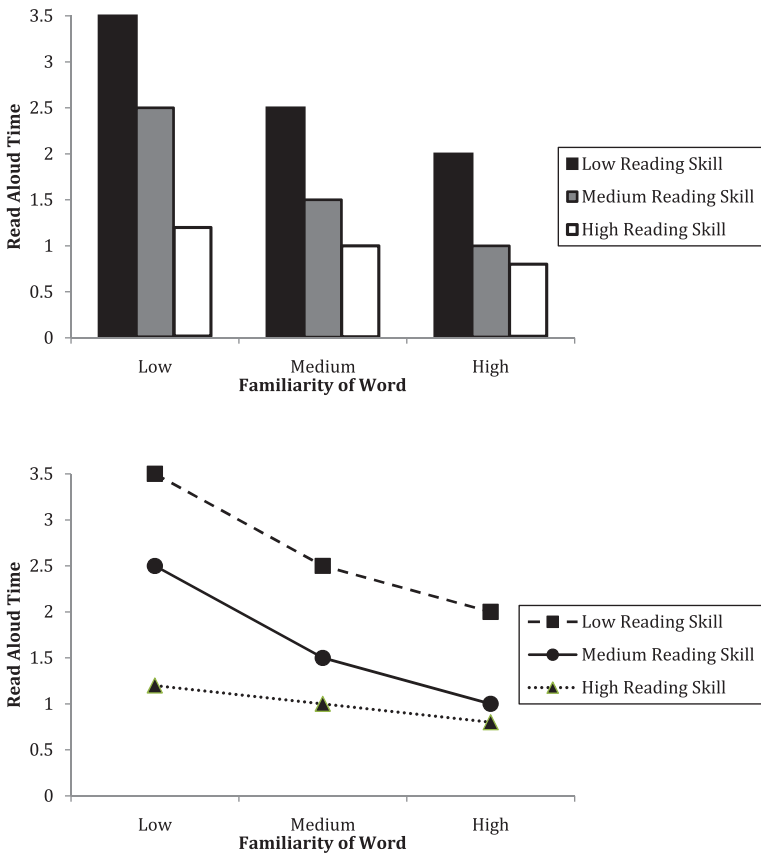 3.5
3
2.5
2
1.5
1
0.5
0
Read Aloud Time
Low Medium High
Familiarity of Word
Low Reading Skill
Medium Reading Skill
High Reading Skill
3.5
3
2.5
2
1.5
1
0.5
0
Read Aloud Time
Low Medium High
Familiarity of Word
Low Reading Skill
Medium Reading Skill
High Reading Skill